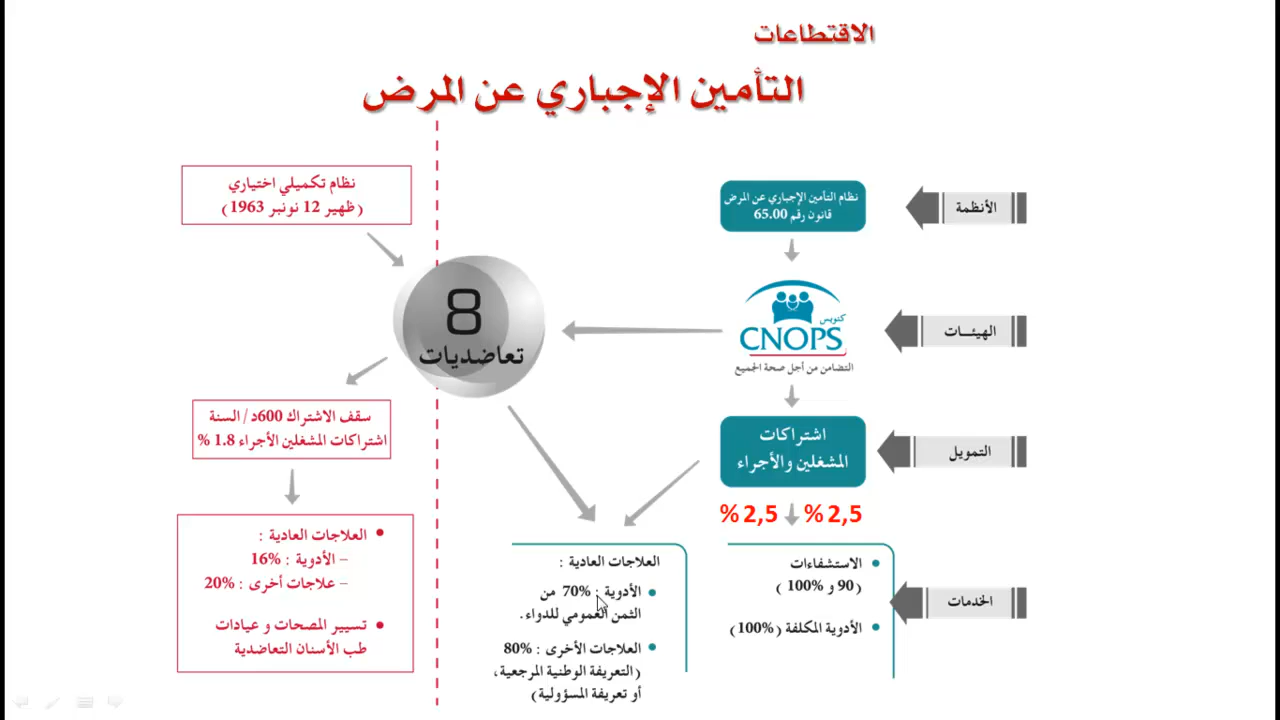 الاقتطاعات
التأمين الإجباري عن المرض
الأنظمة
نظام التأمين الإجباري عن المرض
قانون رقم 65.00
نظام تكميلي اختياري
(ظهير 12 نونبر 1963)
الهيئـات
كنوپس
CNOPS
التضامن من أجل صحة الجميع
8
تعاضديات
التمويل
اشتراكات
المشغلين والأجراء
% 2,5
% 2,5
سقف الاشتراك 600د/ السنة
اشتراكات المشغلين الأجراء 1.8 %
الخدمات
• الاستشفاءات
(90 و 100%)
• الأدوية المكلفة (100%)
العلاجات العادية :
• الأدوية : 70% من
الثمن العمومي للدواء.
• العلاجات الأخرى : 80%
(التعريفة الوطنية المرجعية،
أو تعريفة المسؤولية)
• العلاجات العادية :
– الأدوية : 16%
– علاجات أخرى : 20%
• تسيير المصحات و عيادات
طب الأسنان التعاضدية